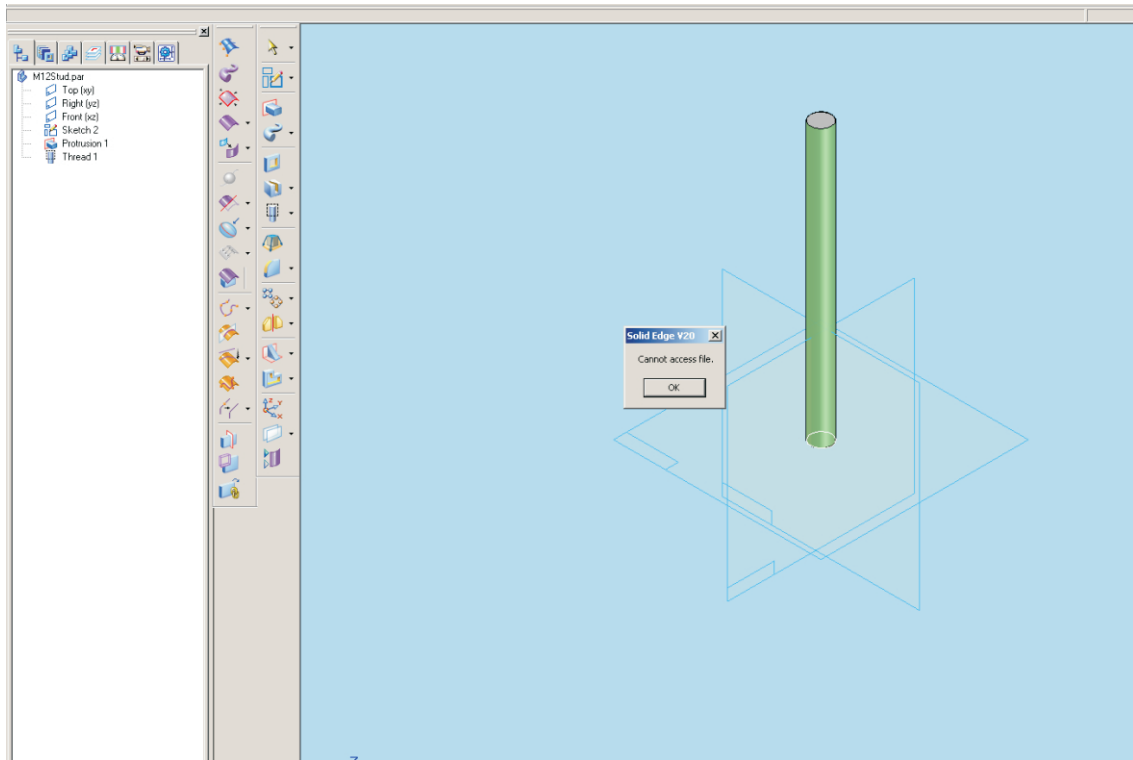 M12Stud.par
Top (xy)
Right (yz)
Front (xz)
Sketch 2
Protrusion 1
Thread 1
Solid Edge V20
Cannot access file.
OK